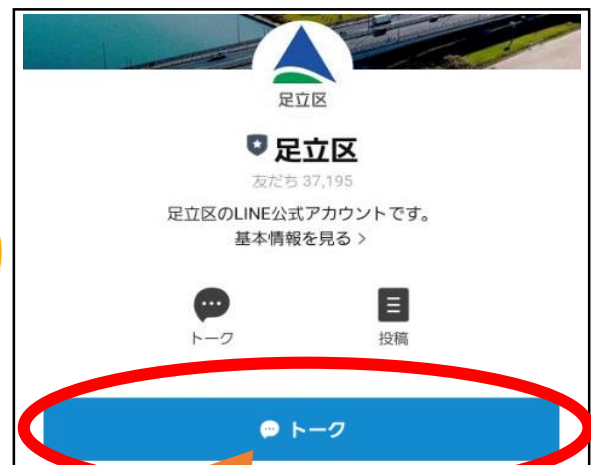 足立区
足立区
友だち 37,195
足立区のLINE公式アカウントです。
基本情報を見る >
トーク
投稿
トーク